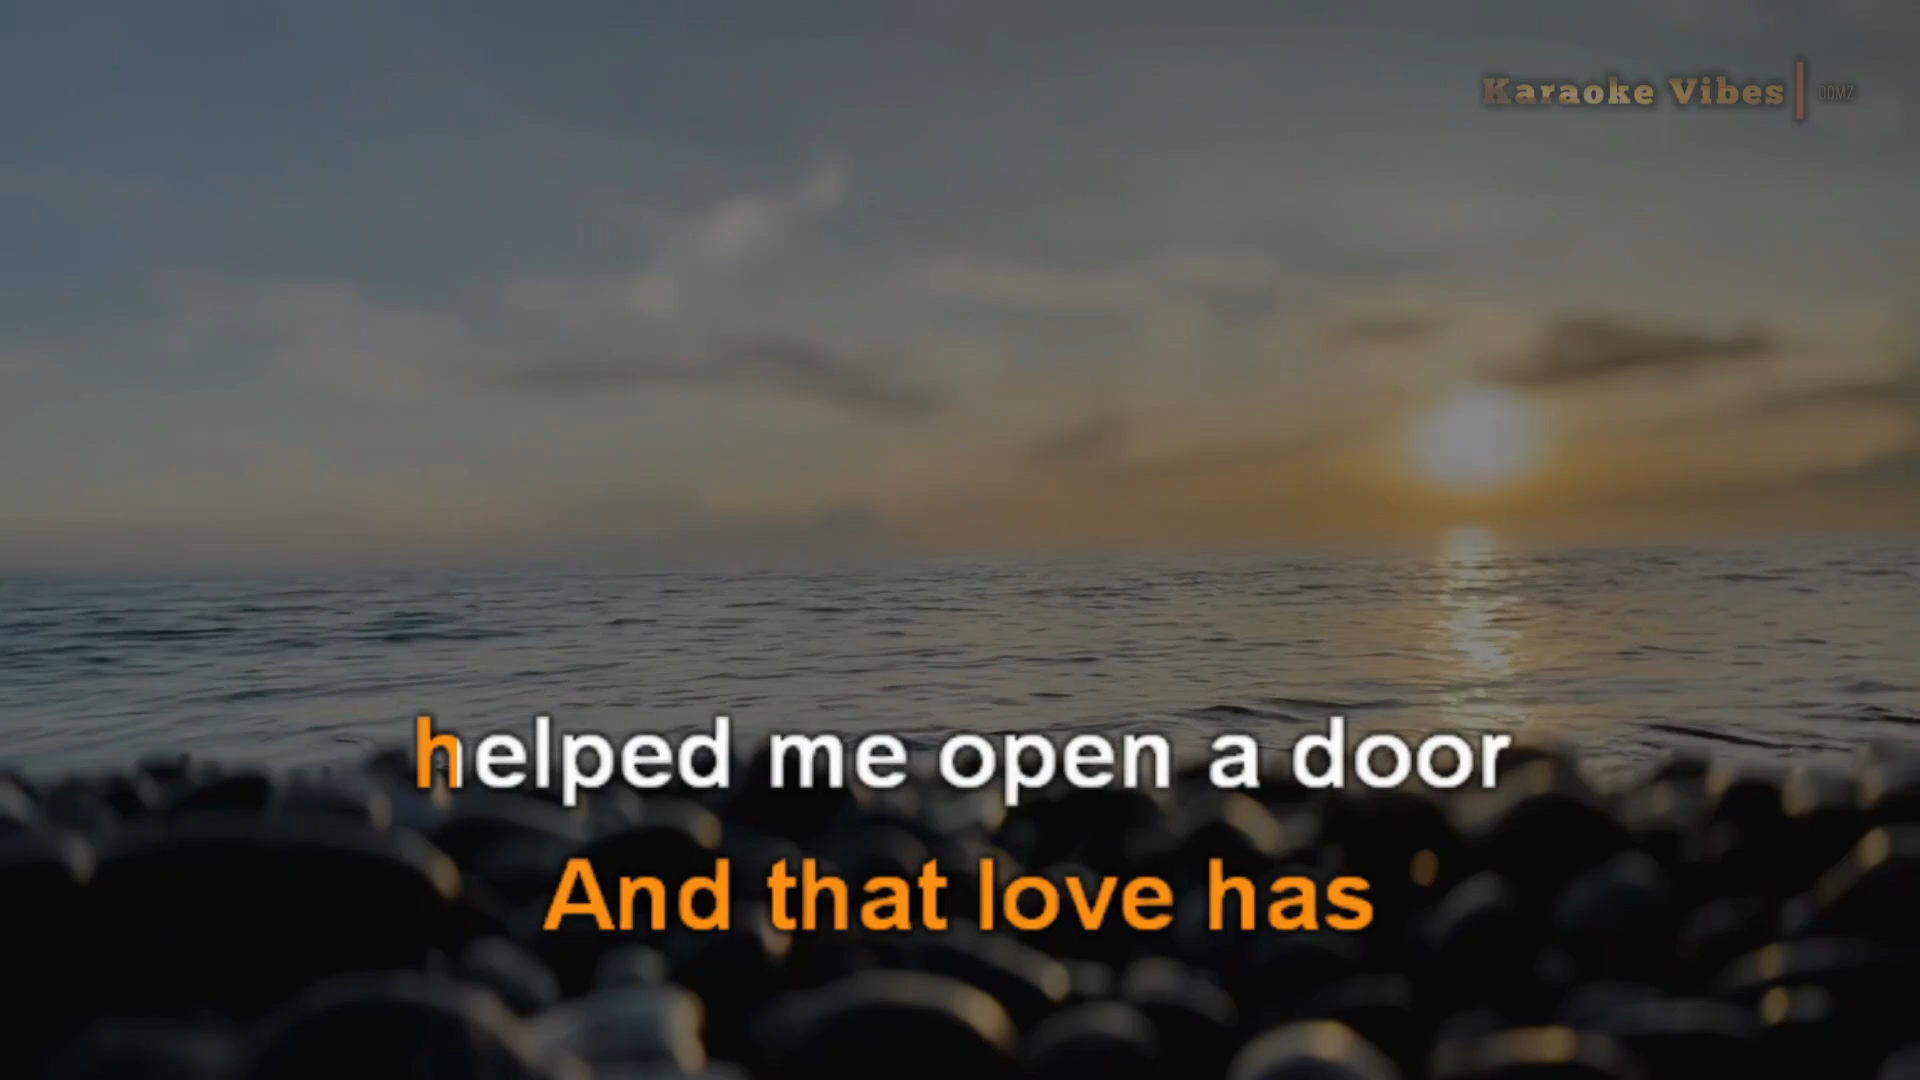 Karaoke Vibes
helped me open a door
And that love has